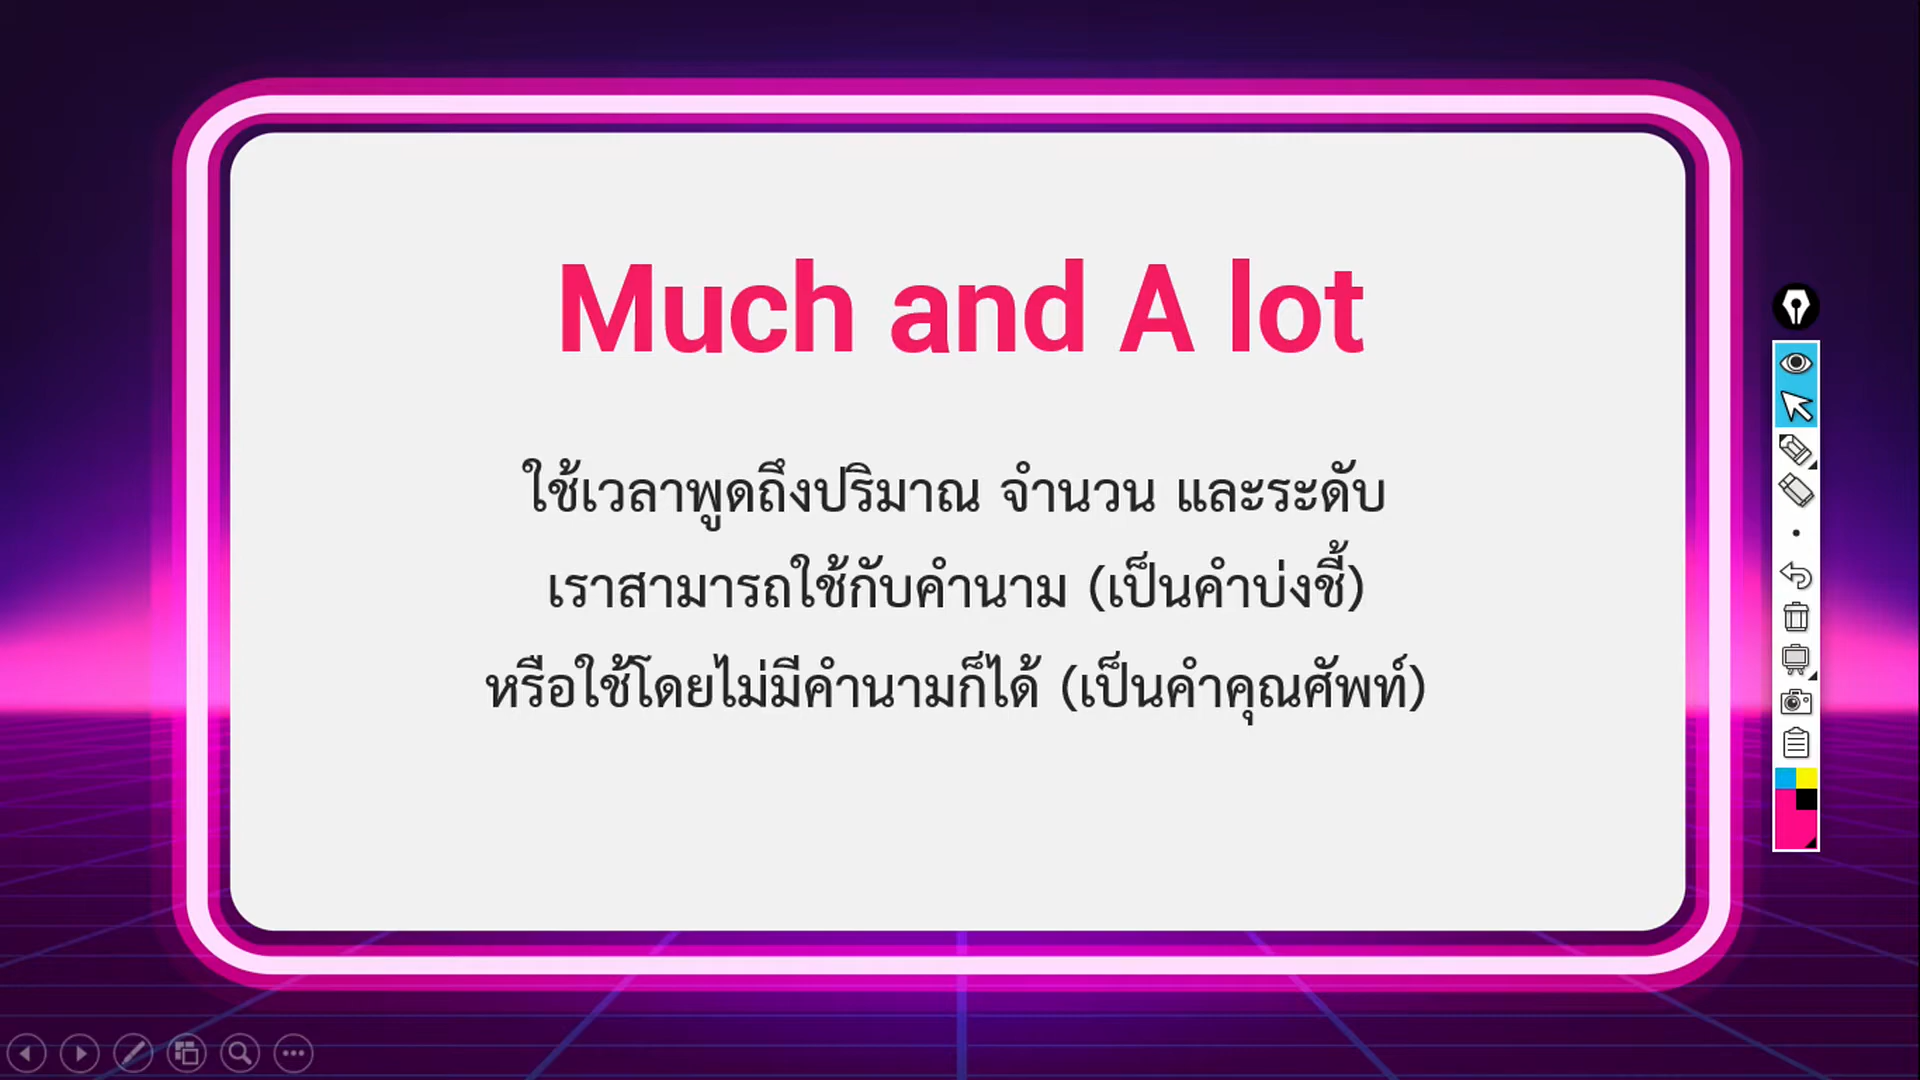 Much and A lot
ใช้เวลาพูดถึงปริมาณ จำนวน และระดับ
เราสามารถใช้กับคำนาม (เป็นคำบ่งชี้)
หรือใช้โดยไม่มีคำนามก็ได้ (เป็นคำคุณศัพท์)